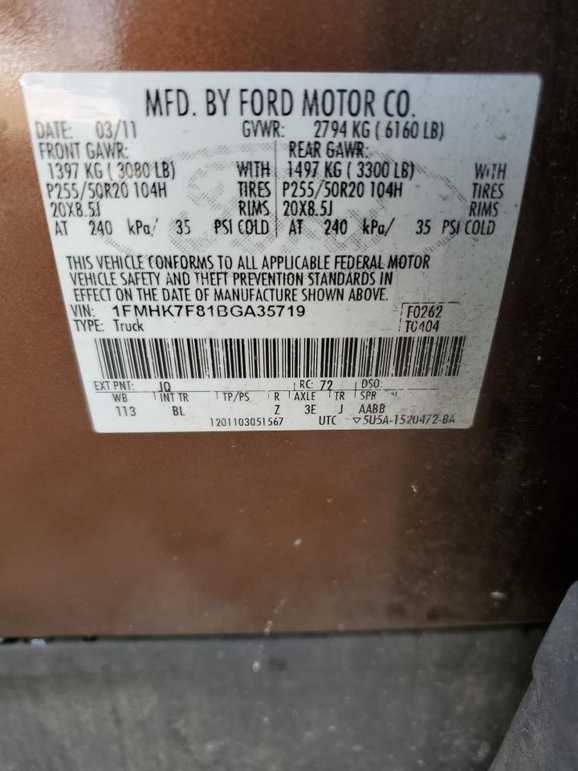 MFD. BY FORD MOTOR CO.
DATE: 03/11 GVWR: 2794 KG ( 6160 LB)
FRONT GAWR: REAR GAWR:
1397 KG ( 3080 LB) WITH 1497 KG ( 3300 LB) WITH
P255/50R20 104H TIRES P255/50R20 104H TIRES
20X8.5J RIMS 20X8.5J RIMS
AT 240 kPa/ 35 PSI COLD AT 240 kPa/ 35 PSI COLD
THIS VEHICLE CONFORMS TO ALL APPLICABLE FEDERAL MOTOR
VEHICLE SAFETY AND THEFT PREVENTION STANDARDS IN
EFFECT ON THE DATE OF MANUFACTURE SHOWN ABOVE.
VIN: 1FMHK7F81BGA35719 F0262
TYPE: Truck T0404
EXT PNT: JQ RC: 72 DSO:
WB INT TR TP/PS R AXLE TR SPR
113 BL Z 3E J AABB
1201103051567 UTC ▽5U5A-1520472-BA